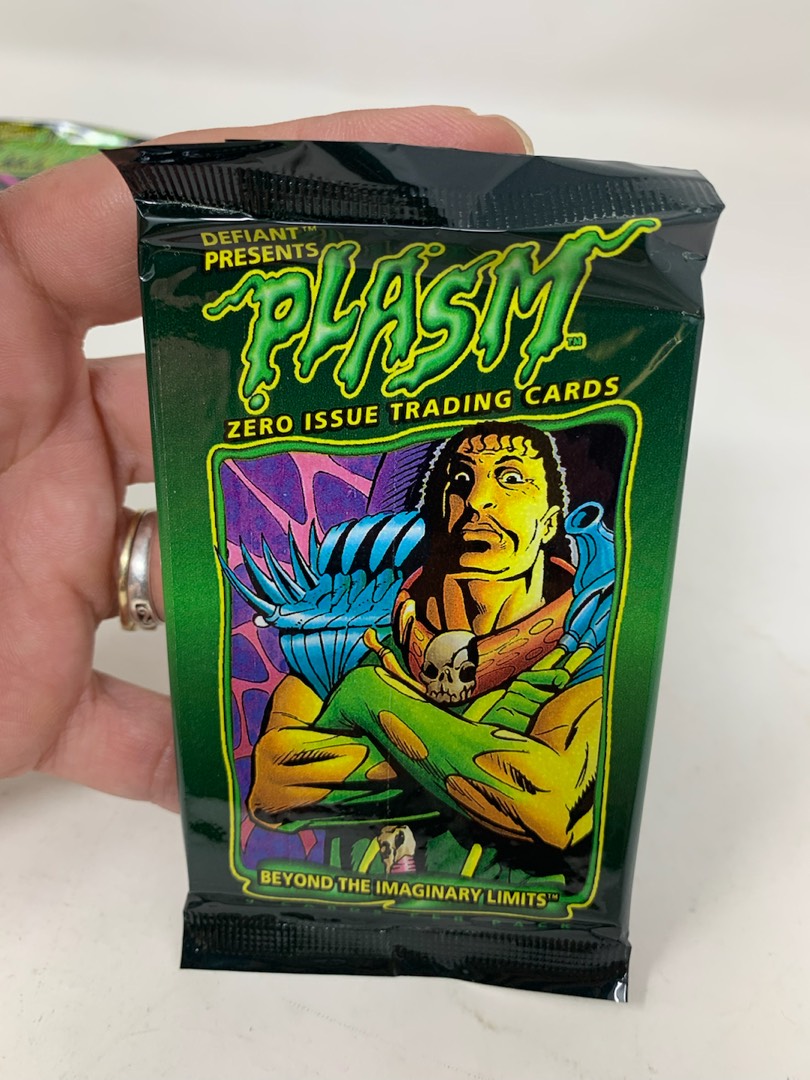 DEFIANT™
PRESENTS
PLASM™
ZERO ISSUE TRADING CARDS
BEYOND THE IMAGINARY LIMITS™